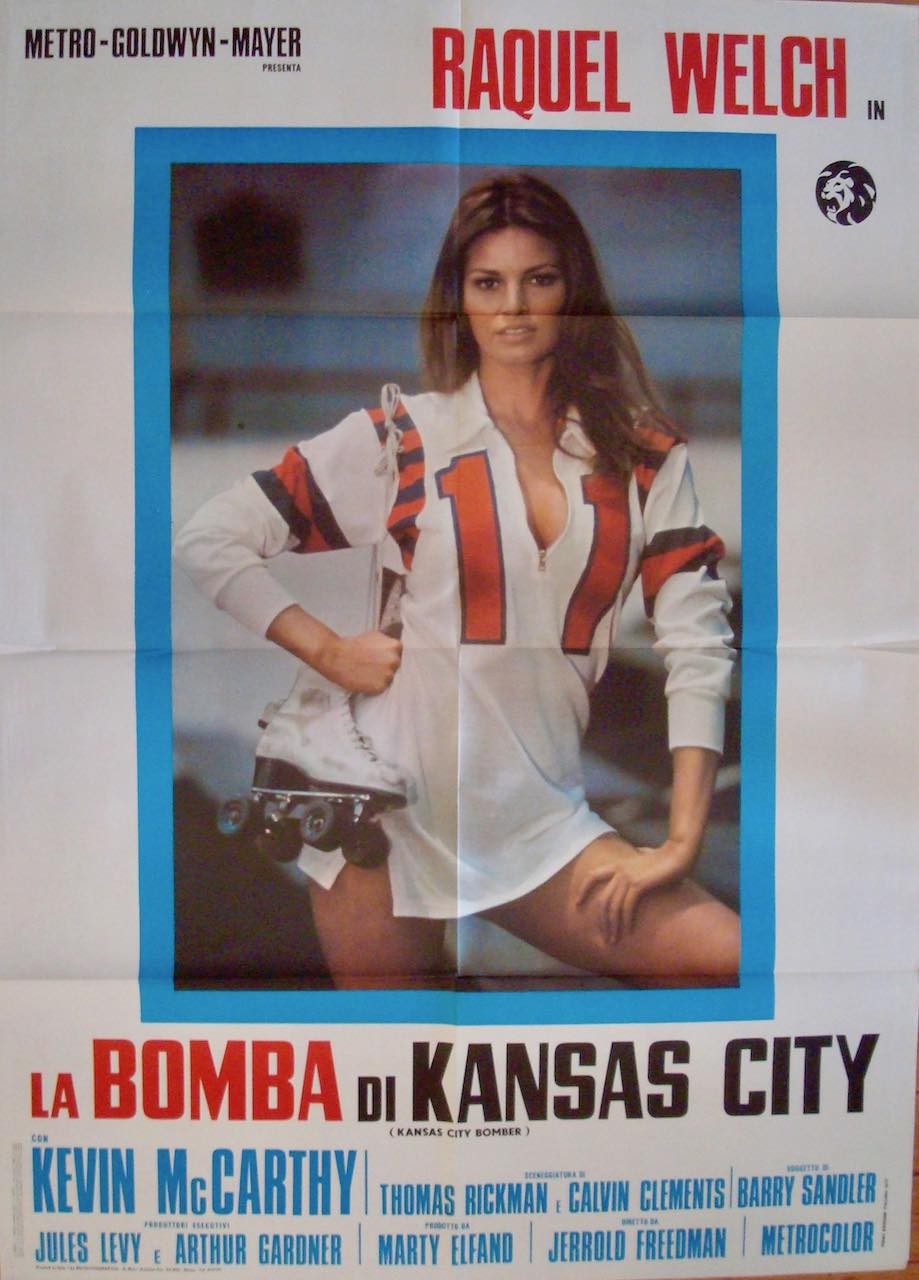 METRO-GOLDWYN-MAYER
PRESENTA
RAQUEL WELCH IN
11
LA BOMBA DI KANSAS CITY
( KANSAS CITY BOMBER )
CON
KEVIN McCARTHY
SCENEGGIATURA DI
THOMAS RICKMAN E CALVIN CLEMENTS
SOGGETTO DI
BARRY SANDLER
PRODUTTORI ESECUTIVI
JULES LEVY E ARTHUR GARDNER
PRODOTTO DA
MARTY ELFAND
DIRETTO DA
JERROLD FREEDMAN
METROCOLOR